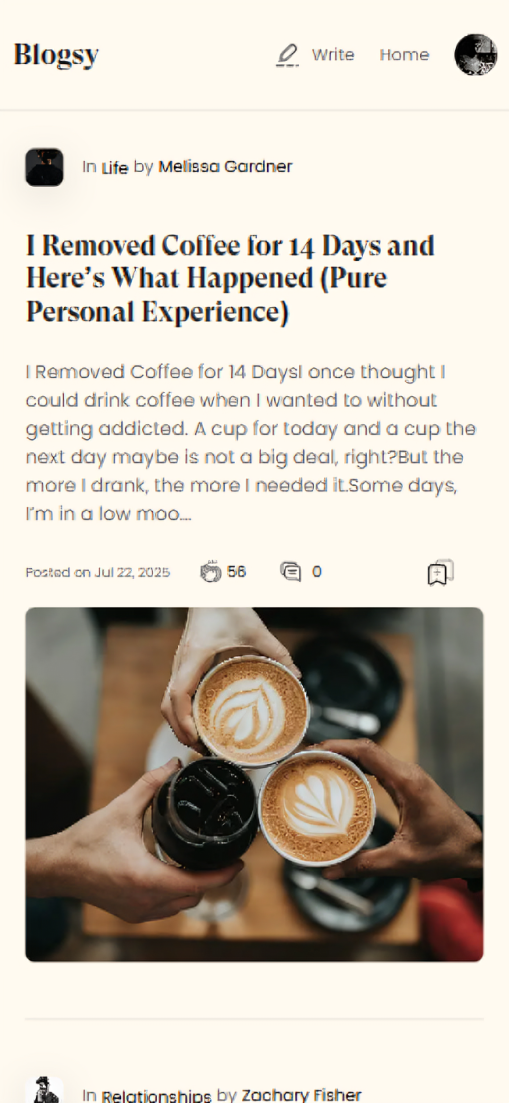 Blogsy
Write Home
In Life by Melissa Gardner
I Removed Coffee for 14 Days and
Here's What Happened (Pure
Personal Experience)
I Removed Coffee for 14 DaysI once thought I
could drink coffee when I wanted to without
getting addicted. A cup for today and a cup the
next day maybe is not a big deal, right?But the
more I drank, the more I needed it.Some days,
I'm in a low moo...
Posted on Jul 22, 2025 56 0
In Relationships by Zachary Fisher